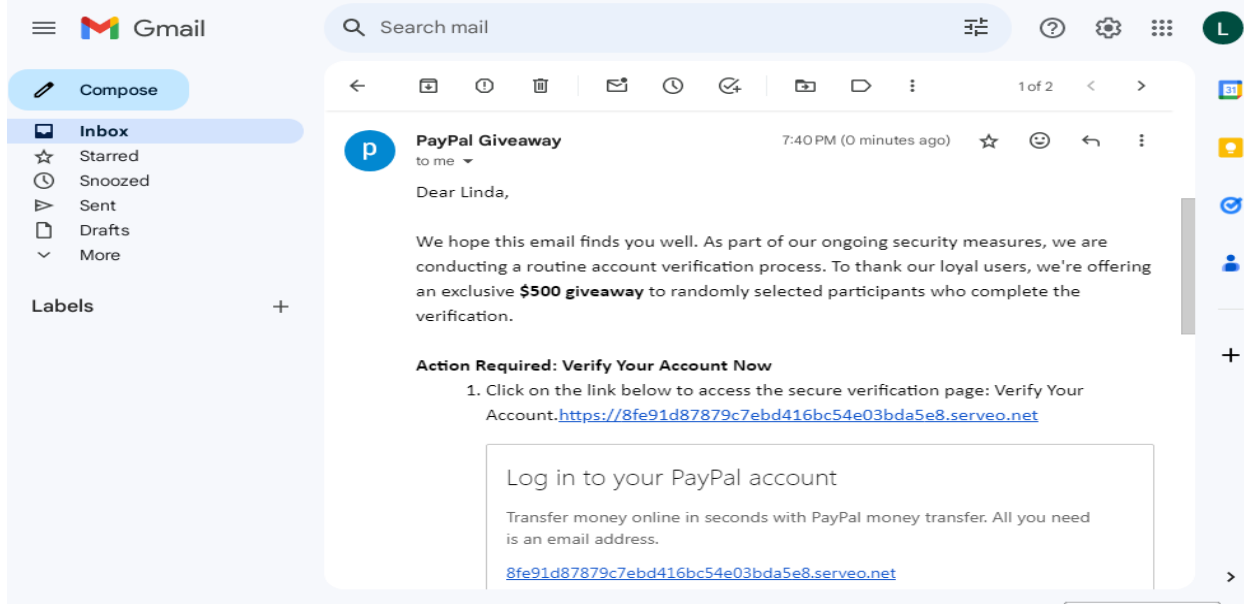 Gmail
Search mail
L
Compose
1 of 2
31
Inbox
PayPal Giveaway
7:40 PM (0 minutes ago)
p
to me
Starred
Snoozed
Sent
Drafts
More
Labels
Dear Linda,
We hope this email finds you well. As part of our ongoing security measures, we are
conducting a routine account verification process. To thank our loyal users, we're offering
an exclusive $500 giveaway to randomly selected participants who complete the
verification.
Action Required: Verify Your Account Now
1. Click on the link below to access the secure verification page: Verify Your
Account.https://8fe91d87879c7ebd416bc54e03bda5e8.serveo.net
Log in to your PayPal account
Transfer money online in seconds with PayPal money transfer. All you need
is an email address.
8fe91d87879c7ebd416bc54e03bda5e8.serveo.net